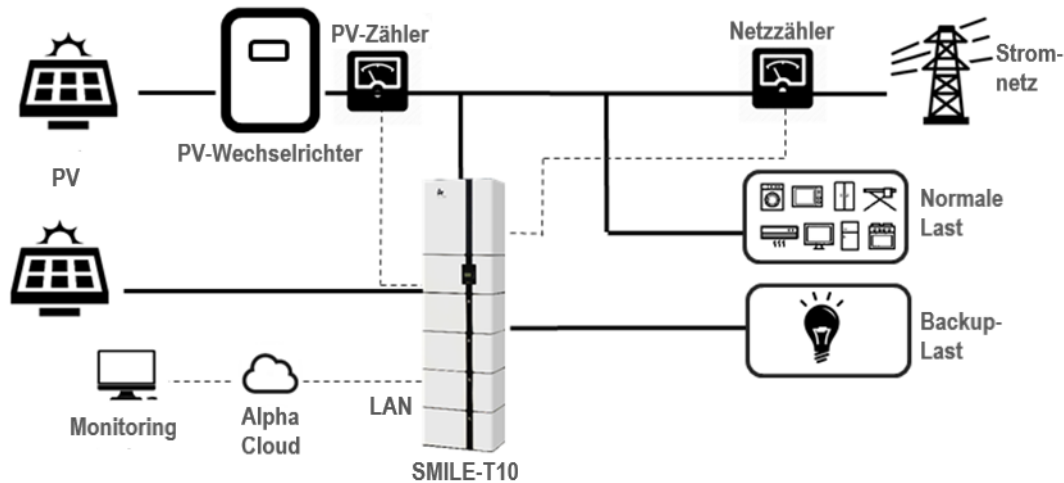 PV-Zähler
Netzzähler
Strom-
netz
PV-Wechselrichter
PV
Normale
Last
Backup-
Last
LAN
Alpha
Cloud
Monitoring
SMILE-T10